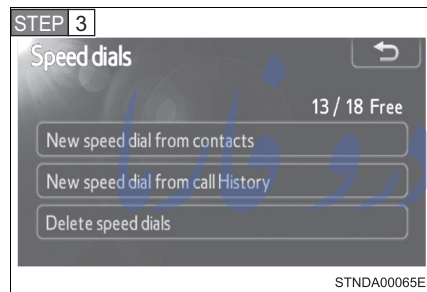 STEP 3
Speed dials
13 / 18 Free
New speed dial from contacts
New speed dial from call History
Delete speed dials
STNDA00065E